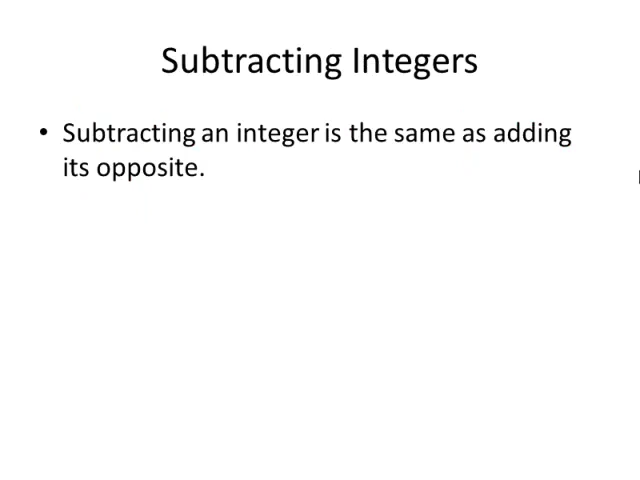 Subtracting Integers
• Subtracting an integer is the same as adding
its opposite.